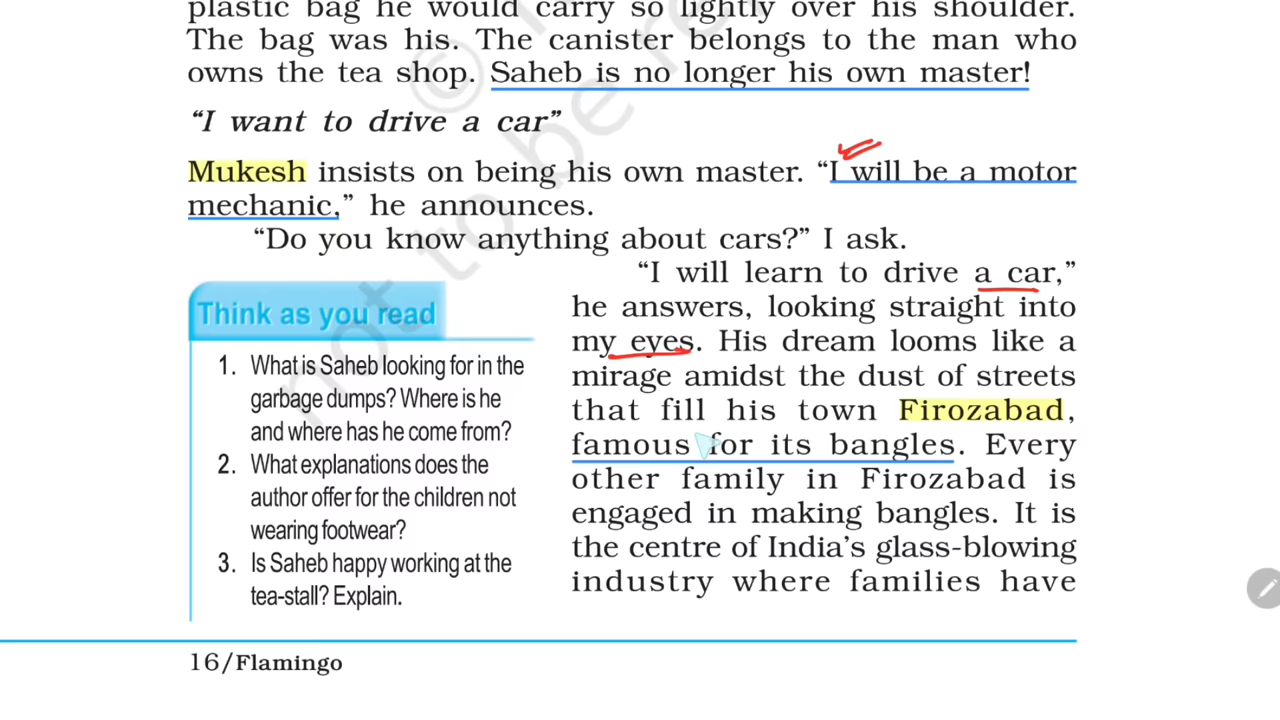 plastic bag he would carry so lightly over his shoulder.
The bag was his. The canister belongs to the man who
owns the tea shop. Saheb is no longer his own master!
“I want to drive a car”
Mukesh insists on being his own master. “I will be a motor
mechanic,” he announces.
“Do you know anything about cars?” I ask.
“I will learn to drive a car,”
he answers, looking straight into
my eyes. His dream looms like a
mirage amidst the dust of streets
that fill his town Firozabad,
famous for its bangles. Every
other family in Firozabad is
engaged in making bangles. It is
the centre of India’s glass-blowing
industry where families have
Think as you read
1. What is Saheb looking for in the
garbage dumps? Where is he
and where has he come from?
2. What explanations does the
author offer for the children not
wearing footwear?
3. Is Saheb happy working at the
tea-stall? Explain.
16/Flamingo
not to be re
©